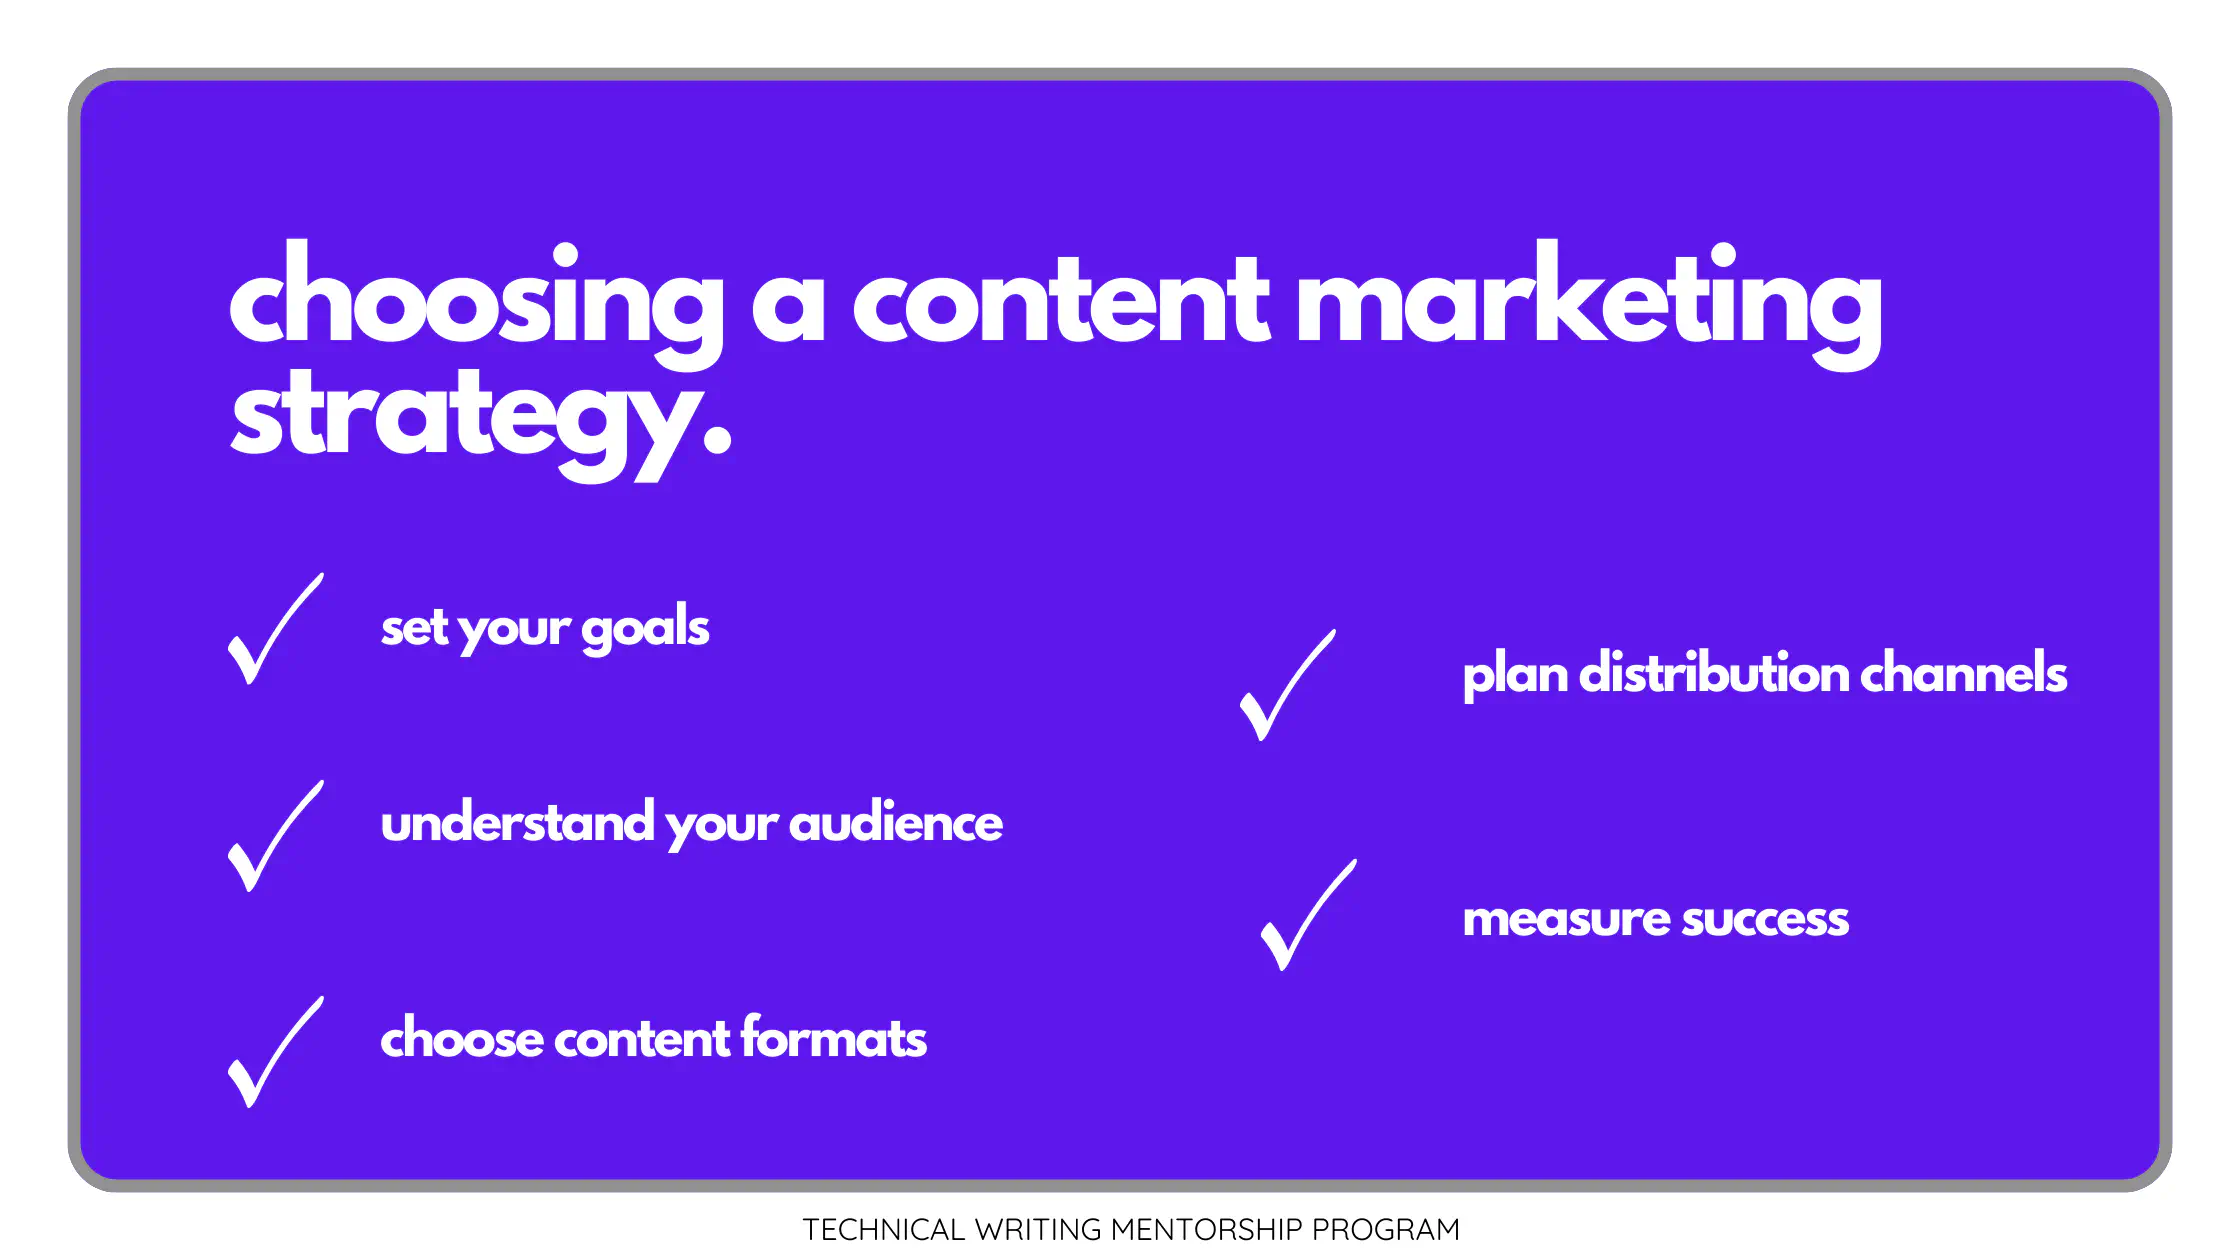 choosing a content marketing
strategy.
set your goals
understand your audience
choose content formats
plan distribution channels
measure success
TECHNICAL WRITING MENTORSHIP PROGRAM